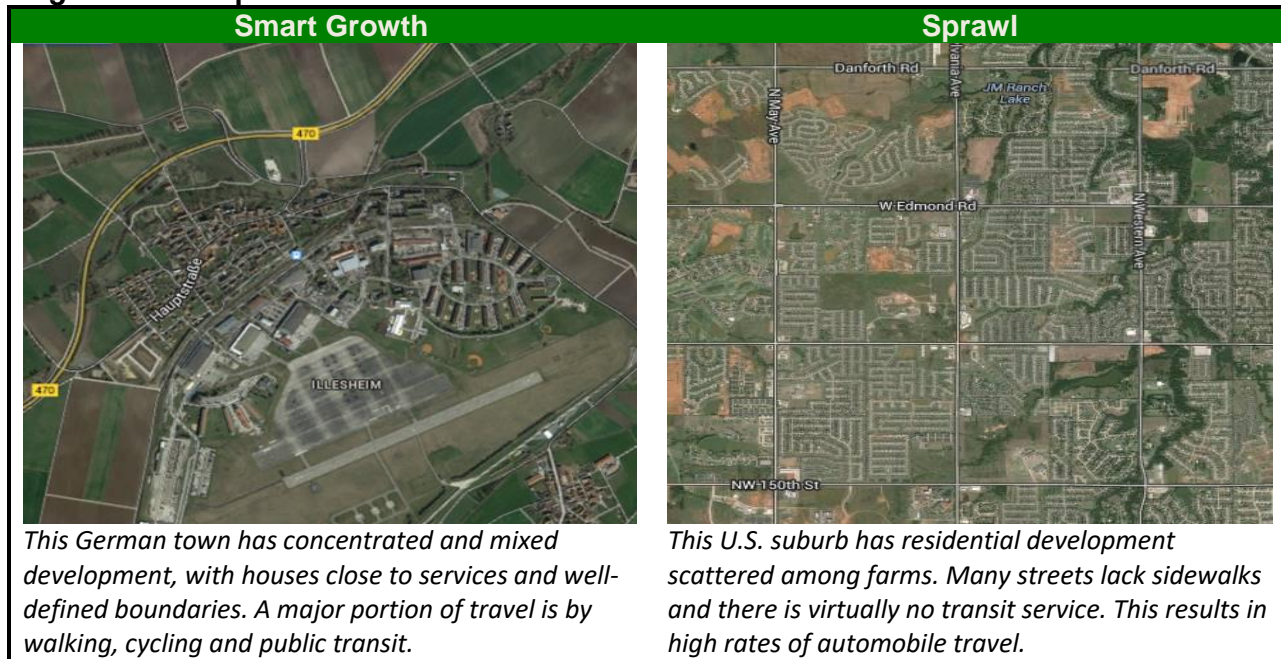 Smart Growth
Sprawl
470
Hauptstraße
470
ILLESHEIM
Danforth Rd
Danforth Rd
JM Ranch
Lake
N May Ave
lvania Ave
W Edmond Rd
N Western Ave
NW 150th St
This German town has concentrated and mixed
development, with houses close to services and well-
defined boundaries. A major portion of travel is by
walking, cycling and public transit.
This U.S. suburb has residential development
scattered among farms. Many streets lack sidewalks
and there is virtually no transit service. This results in
high rates of automobile travel.